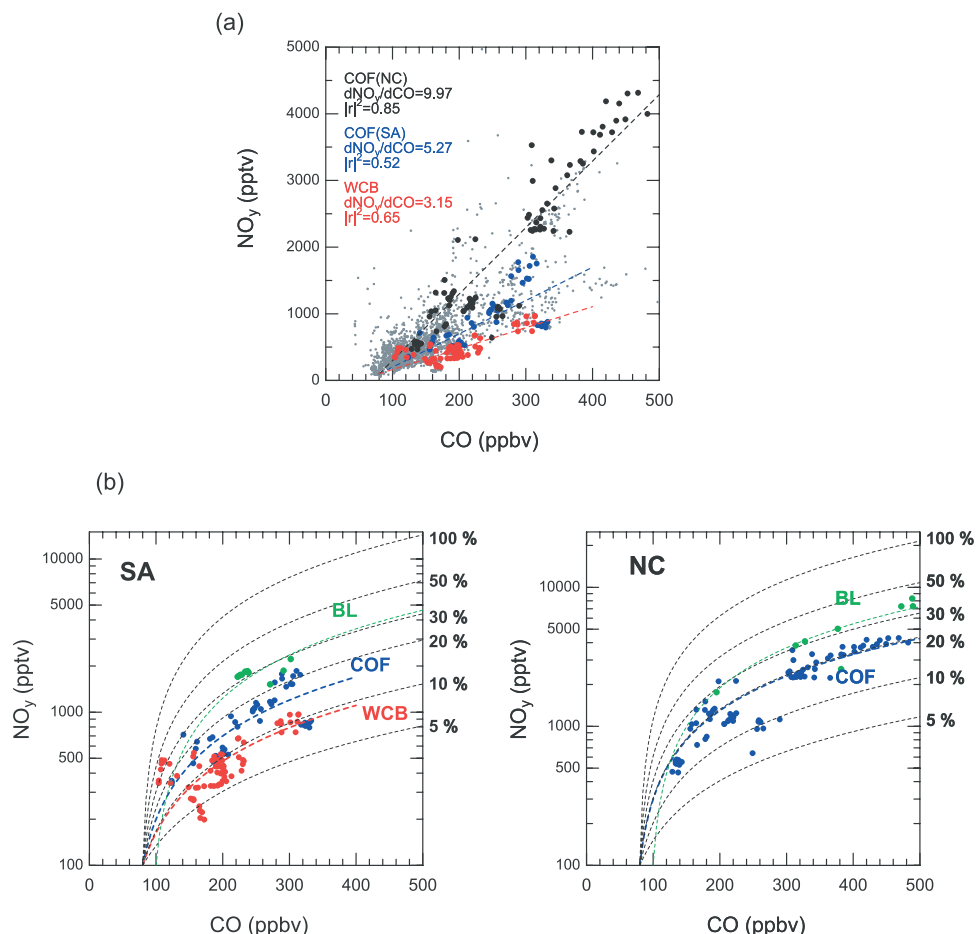 (a)
5000
4000
3000
2000
1000
0
NOy (pptv)
COF(NC)
dNOy/dCO=9.97
|r|²=0.85
COF(SA)
dNOy/dCO=5.27
|r|²=0.52
WCB
dNOy/dCO=3.15
|r|²=0.65
0 100 200 300 400 500
CO (ppbv)
(b)
SA
10000
5000
1000
500
100
NOy (pptv)
BL
COF
WCB
100 %
50 %
30 %
20 %
10 %
5 %
0 100 200 300 400 500
CO (ppbv)
NC
10000
5000
1000
500
100
NOy (pptv)
BL
COF
100 %
50 %
30 %
20 %
10 %
5 %
0 100 200 300 400 500
CO (ppbv)